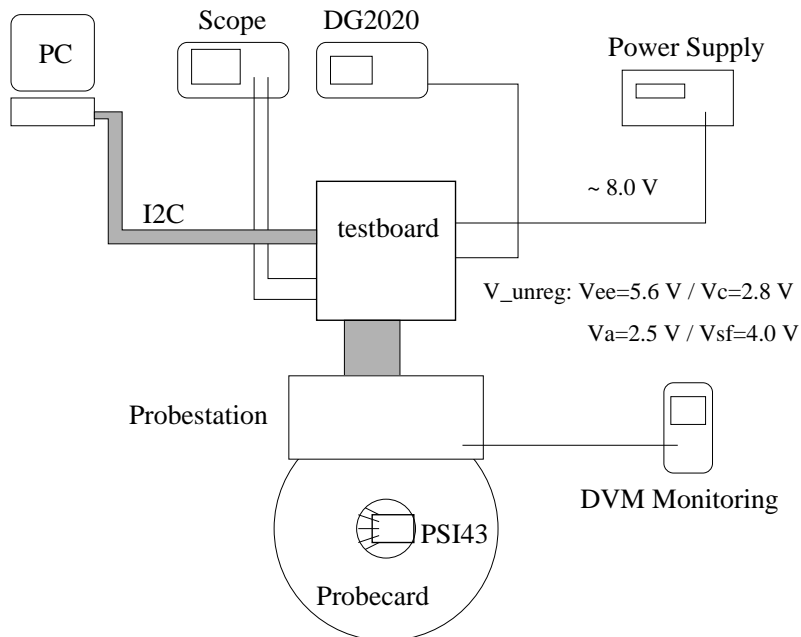 Scope
DG2020
PC
Power Supply
~ 8.0 V
I2C
testboard
V_unreg: Vee=5.6 V / Vc=2.8 V
Va=2.5 V / Vsf=4.0 V
Probestation
DVM Monitoring
PSI43
Probecard